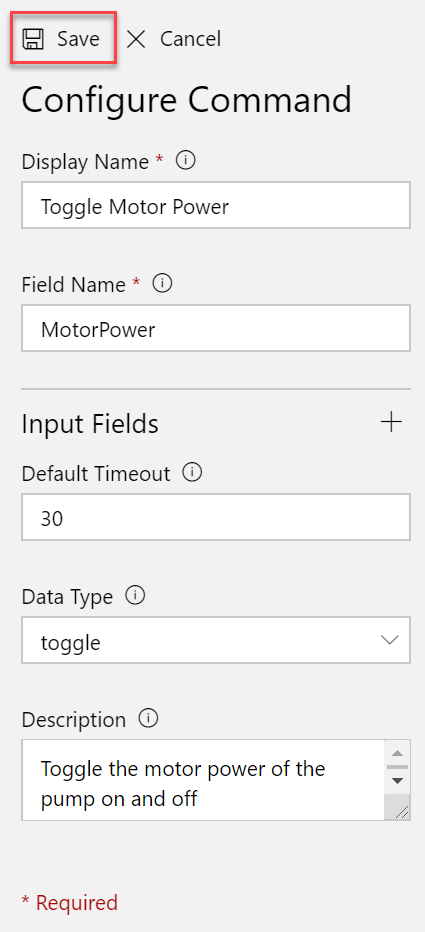 Save Cancel
Configure Command
Display Name *
Toggle Motor Power
Field Name *
MotorPower
Input Fields
Default Timeout
30
Data Type
toggle
Description
Toggle the motor power of the
pump on and off
* Required